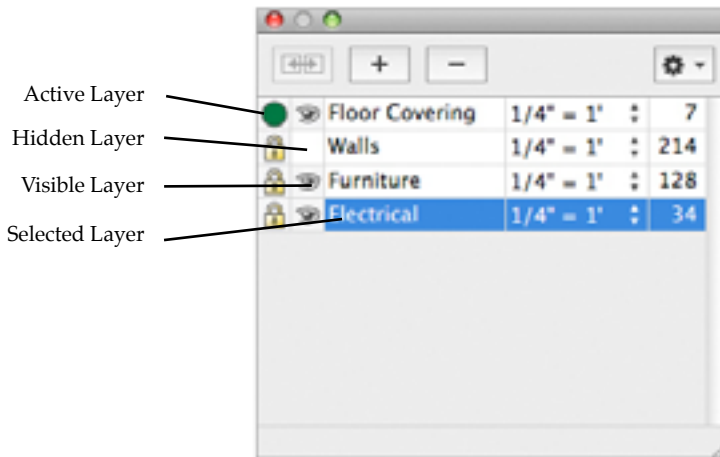 Active Layer
Hidden Layer
Visible Layer
Selected Layer
Floor Covering 1/4" = 1' 7
Walls 1/4" = 1' 214
Furniture 1/4" = 1' 128
Electrical 1/4" = 1' 34